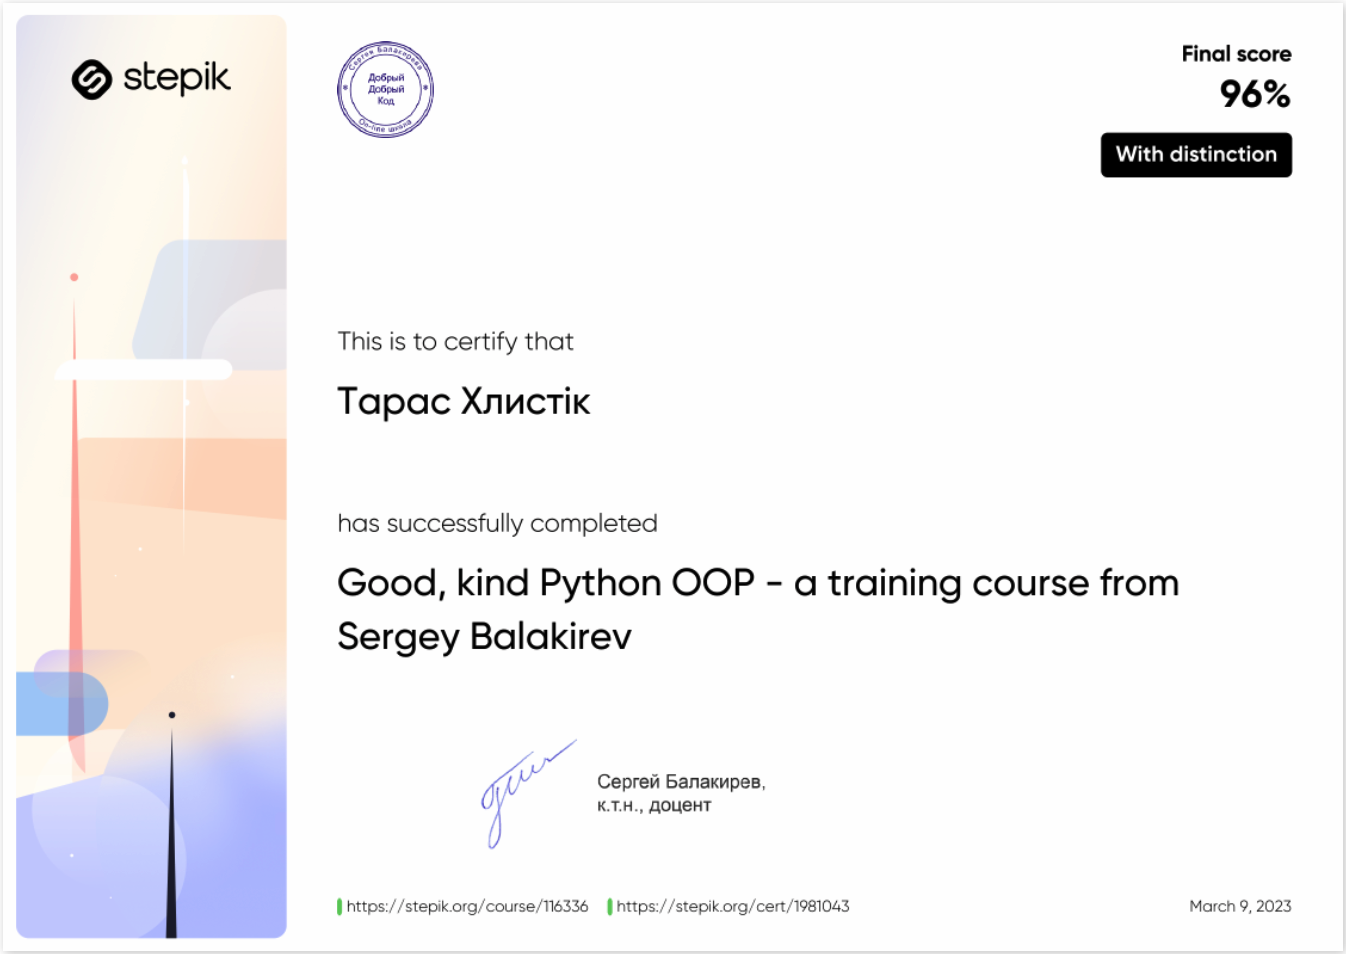 stepik
Сергей Балакирев
Добрый
Добрый
Код
On-line школа
Final score
96%
With distinction
This is to certify that
Тарас Хлистік
has successfully completed
Good, kind Python OOP - a training course from
Sergey Balakirev
Сергей Балакирев,
к.т.н., доцент
https://stepik.org/course/116336 https://stepik.org/cert/1981043
March 9, 2023